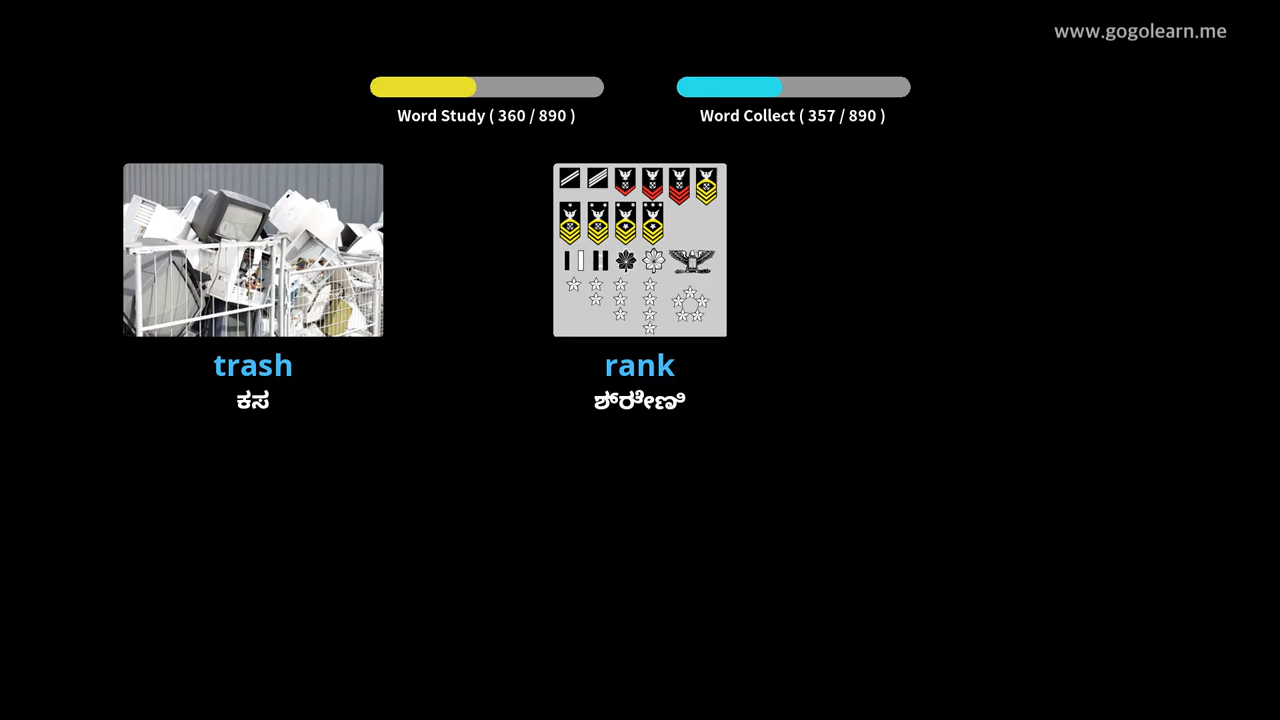 www.gogolearn.me
Word Study ( 360 / 890 )
Word Collect ( 357 / 890 )
trash
ಕಸ
rank
ಶ್ರೇಣಿ